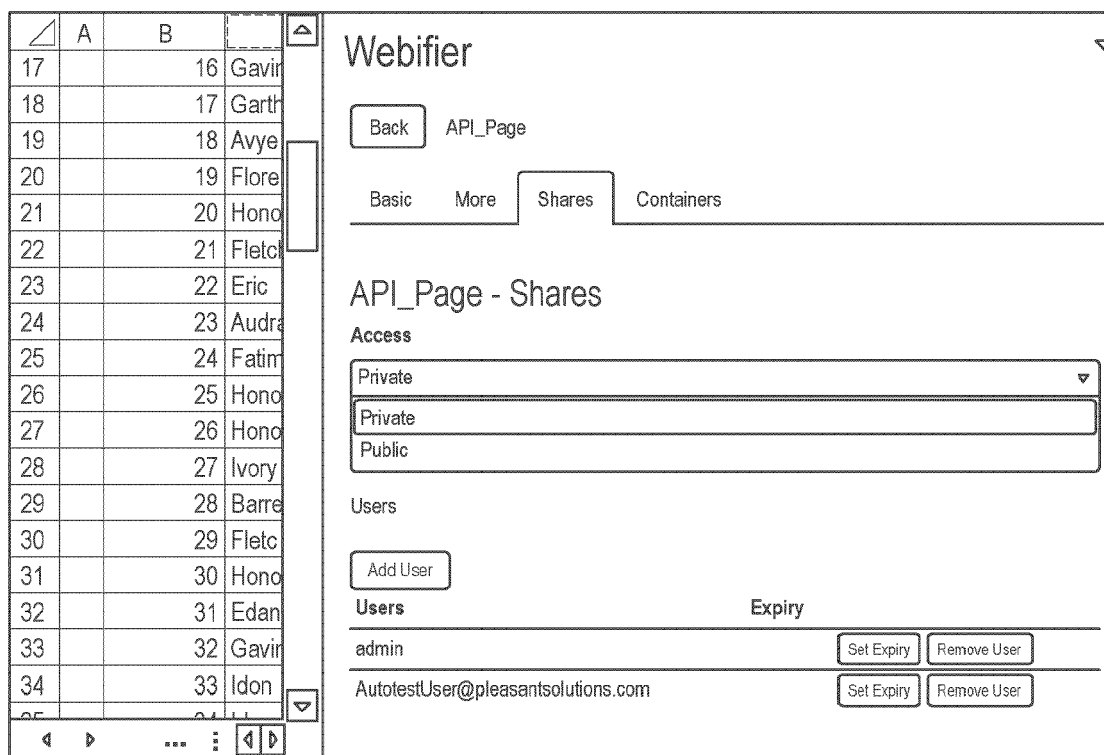 A B
17 16 Gavin
18 17 Garth
19 18 Avye
20 19 Flore
21 20 Hono
22 21 Fletch
23 22 Eric
24 23 Audra
25 24 Fatim
26 25 Hono
27 26 Hono
28 27 Ivory
29 28 Barre
30 29 Fletc
31 30 Hono
32 31 Edan
33 32 Gavin
34 33 Idon
...
Webifier
Back API_Page
Basic More Shares Containers
API_Page - Shares
Access
Private
Private
Public
Users
Add User
Users Expiry
admin Set Expiry Remove User
AutotestUser@pleasantsolutions.com Set Expiry Remove User